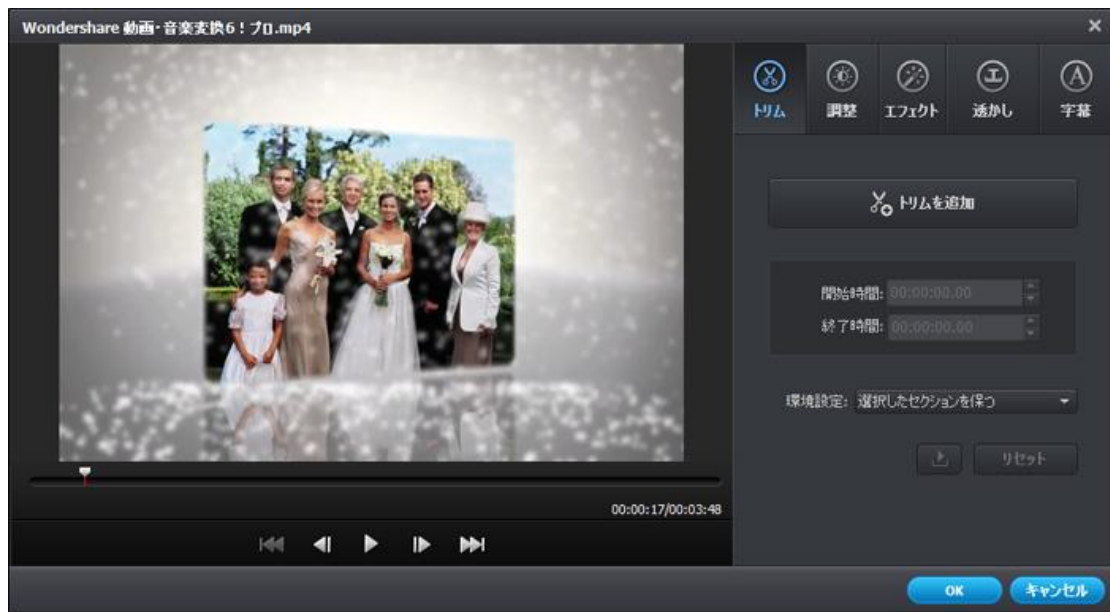 Wondershare 動画・音楽変換6！プロ.mp4
トリム
調整
エフェクト
透かし
字幕
トリムを追加
開始時間: 00:00:00.00
終了時間: 00:00:00.00
環境設定: 選択したセクションを保つ
リセット
00:00:17/00:03:48
OK
キャンセル